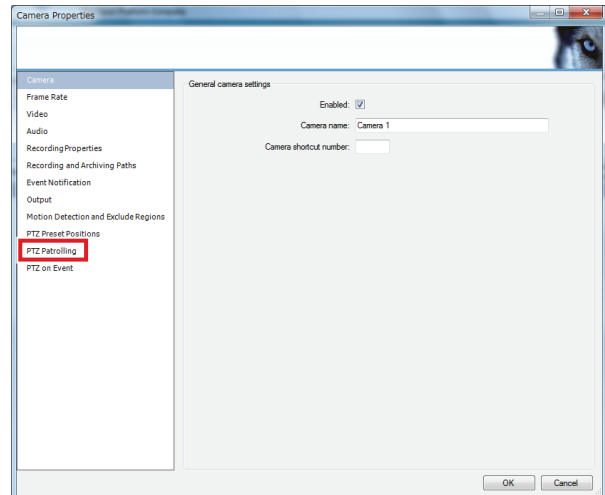 Camera Properties
Camera
Frame Rate
Video
Audio
Recording Properties
Recording and Archiving Paths
Event Notification
Output
Motion Detection and Exclude Regions
PTZ Preset Positions
PTZ Patrolling
PTZ on Event
General camera settings
Enabled:
Camera name: Camera 1
Camera shortcut number:
OK Cancel